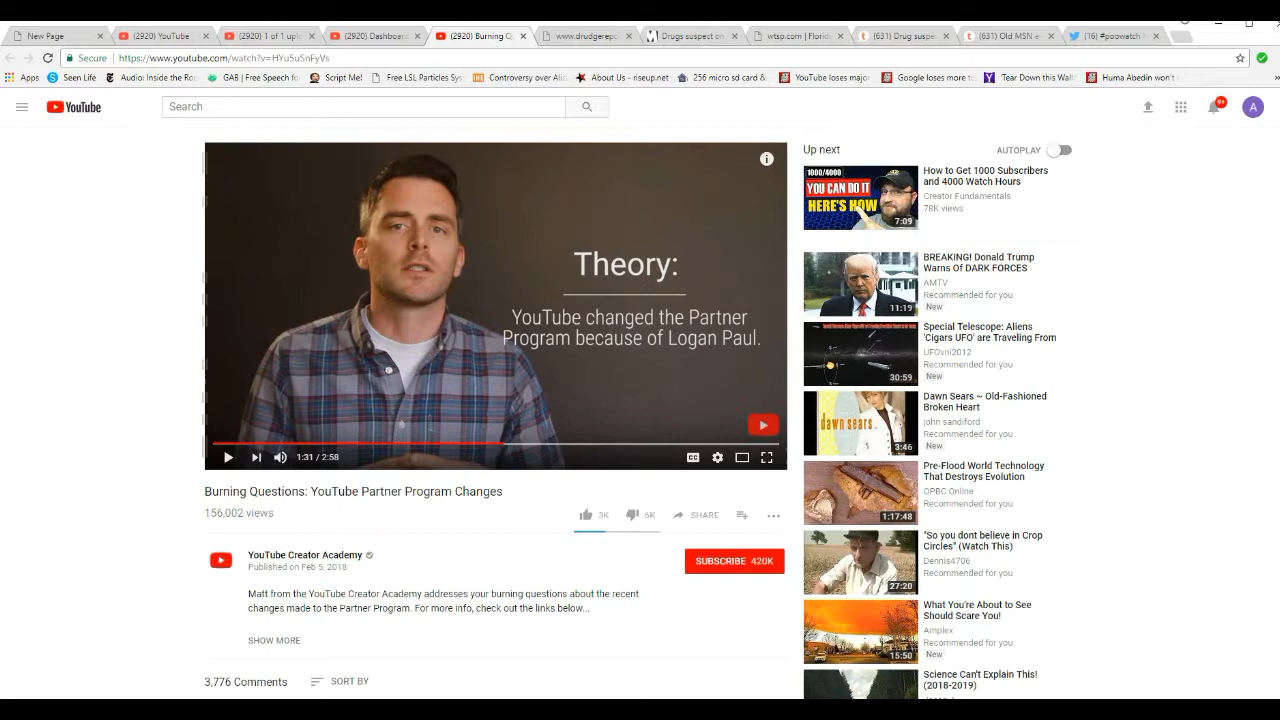 New Page
(2920) YouTube
(2920) 1 of 1 uplo
(2920) Dashboard
(2920) Burning Q
www.drudgerepo
Drugs suspect on
wtsp.com | Florida
(631) Drug suspe
(631) Old MSN e
(16) #poowatch
Secure
https://www.youtube.com/watch?v=HYu5uSnFyVs
Apps
Seen Life
Audio: Inside the Ro
GAB | Free Speech fo
Script Me!
Free LSL Particles Sys
Controversy over Ali
About Us - riseup.net
256 micro sd card &
YouTube loses major
Google loses more to
Tear Down this Wall
Huma Abedin won't
YouTube
Search
9+
A
Theory:
YouTube changed the Partner
Program because of Logan Paul.
1:31 / 2:58
CC
Burning Questions: YouTube Partner Program Changes
156,002 views
3K
6K
SHARE
YouTube Creator Academy
Published on Feb 5, 2018
SUBSCRIBE 420K
Matt from the YouTube Creator Academy addresses your burning questions about the recent
changes made to the Partner Program. For more info, check out the links below...
SHOW MORE
3,776 Comments
SORT BY
Up next
AUTOPLAY
1000/4000
YOU CAN DO IT
HERE'S HOW
7:09
How to Get 1000 Subscribers
and 4000 Watch Hours
Creator Fundamentals
78K views
11:19
BREAKING! Donald Trump
Warns Of DARK FORCES
AMTV
Recommended for you
New
30:59
Special Telescope: Aliens
'Cigars UFO' are Traveling From
UFOvni2012
Recommended for you
New
dawn sears.
3:46
Dawn Sears ~ Old-Fashioned
Broken Heart
john sandiford
Recommended for you
New
1:17:48
Pre-Flood World Technology
That Destroys Evolution
OPBC Online
Recommended for you
27:20
"So you dont believe in Crop
Circles" (Watch This)
Dennis4706
Recommended for you
15:50
What You're About to See
Should Scare You!
Amplex
Recommended for you
New
Science Can't Explain This!
(2018-2019)